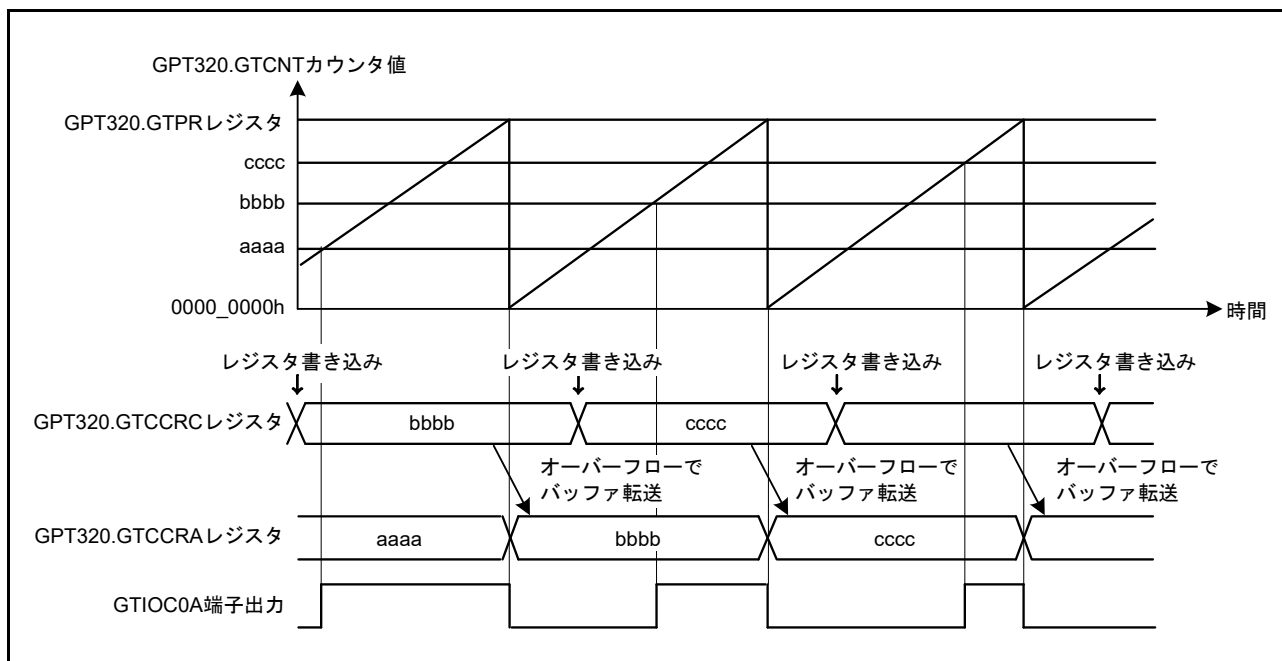 GPT320.GTCNTカウンタ値
GPT320.GTPRレジスタ
cccc
bbbb
aaaa
0000_0000h
時間
レジスタ書き込み
レジスタ書き込み
レジスタ書き込み
レジスタ書き込み
GPT320.GTCCRCレジスタ
bbbb
cccc
オーバーフローで
バッファ転送
オーバーフローで
バッファ転送
オーバーフローで
バッファ転送
GPT320.GTCCRAレジスタ
aaaa
bbbb
cccc
GTIOC0A端子出力